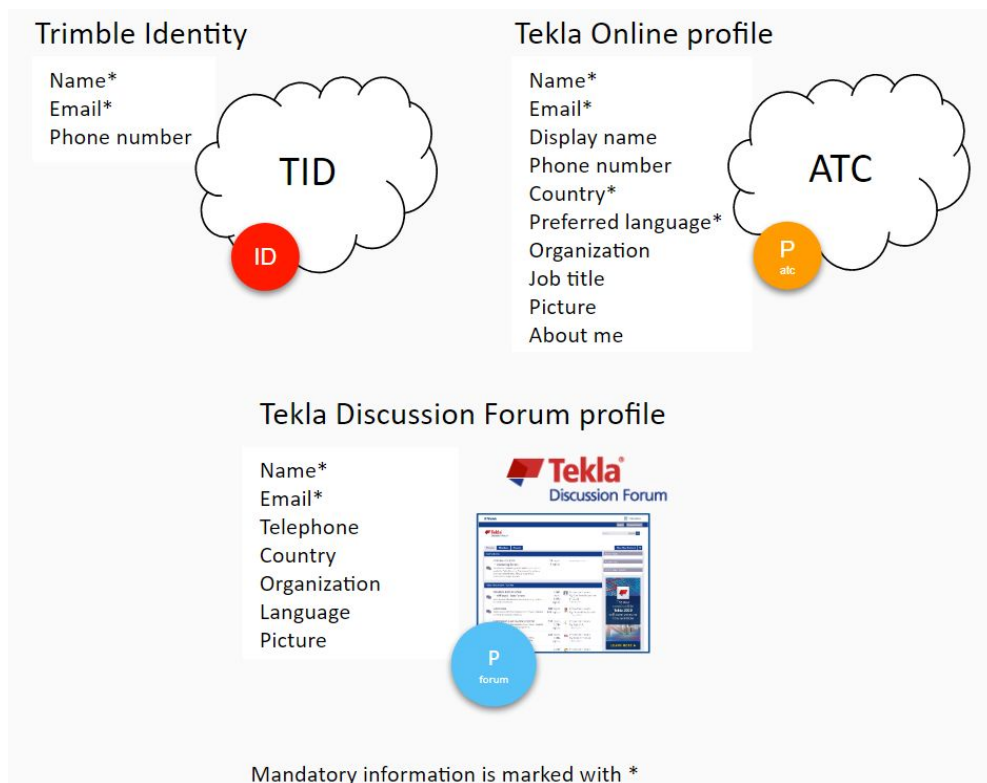 Trimble Identity
Name*
Email*
Phone number
TID
ID
Tekla Online profile
Name*
Email*
Display name
Phone number
Country*
Preferred language*
Organization
Job title
Picture
About me
ATC
P
atc
Tekla Discussion Forum profile
Name*
Email*
Telephone
Country
Organization
Language
Picture
Tekla®
Discussion Forum
P
forum
Mandatory information is marked with *